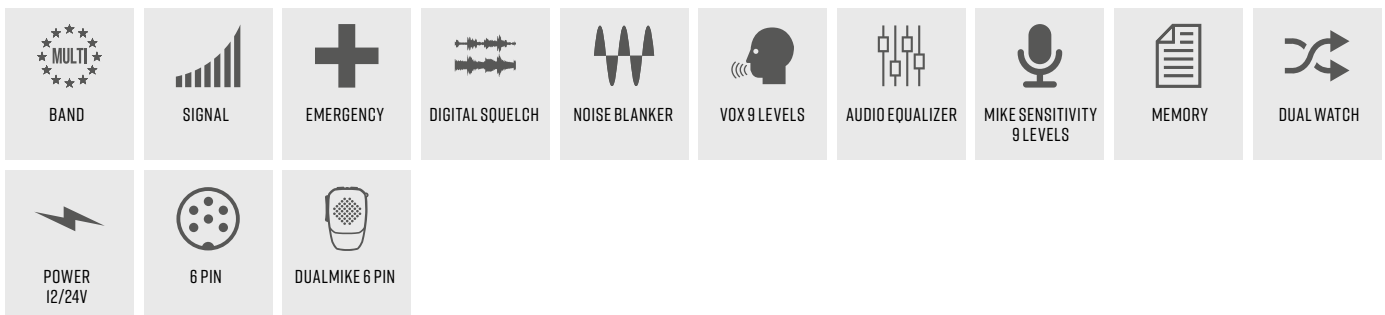 MULTI
BAND
SIGNAL
EMERGENCY
DIGITAL SQUELCH
NOISE BLANKER
VOX 9 LEVELS
AUDIO EQUALIZER
MIKE SENSITIVITY
9 LEVELS
MEMORY
DUAL WATCH
POWER
12/24V
6 PIN
DUALMIKE 6 PIN